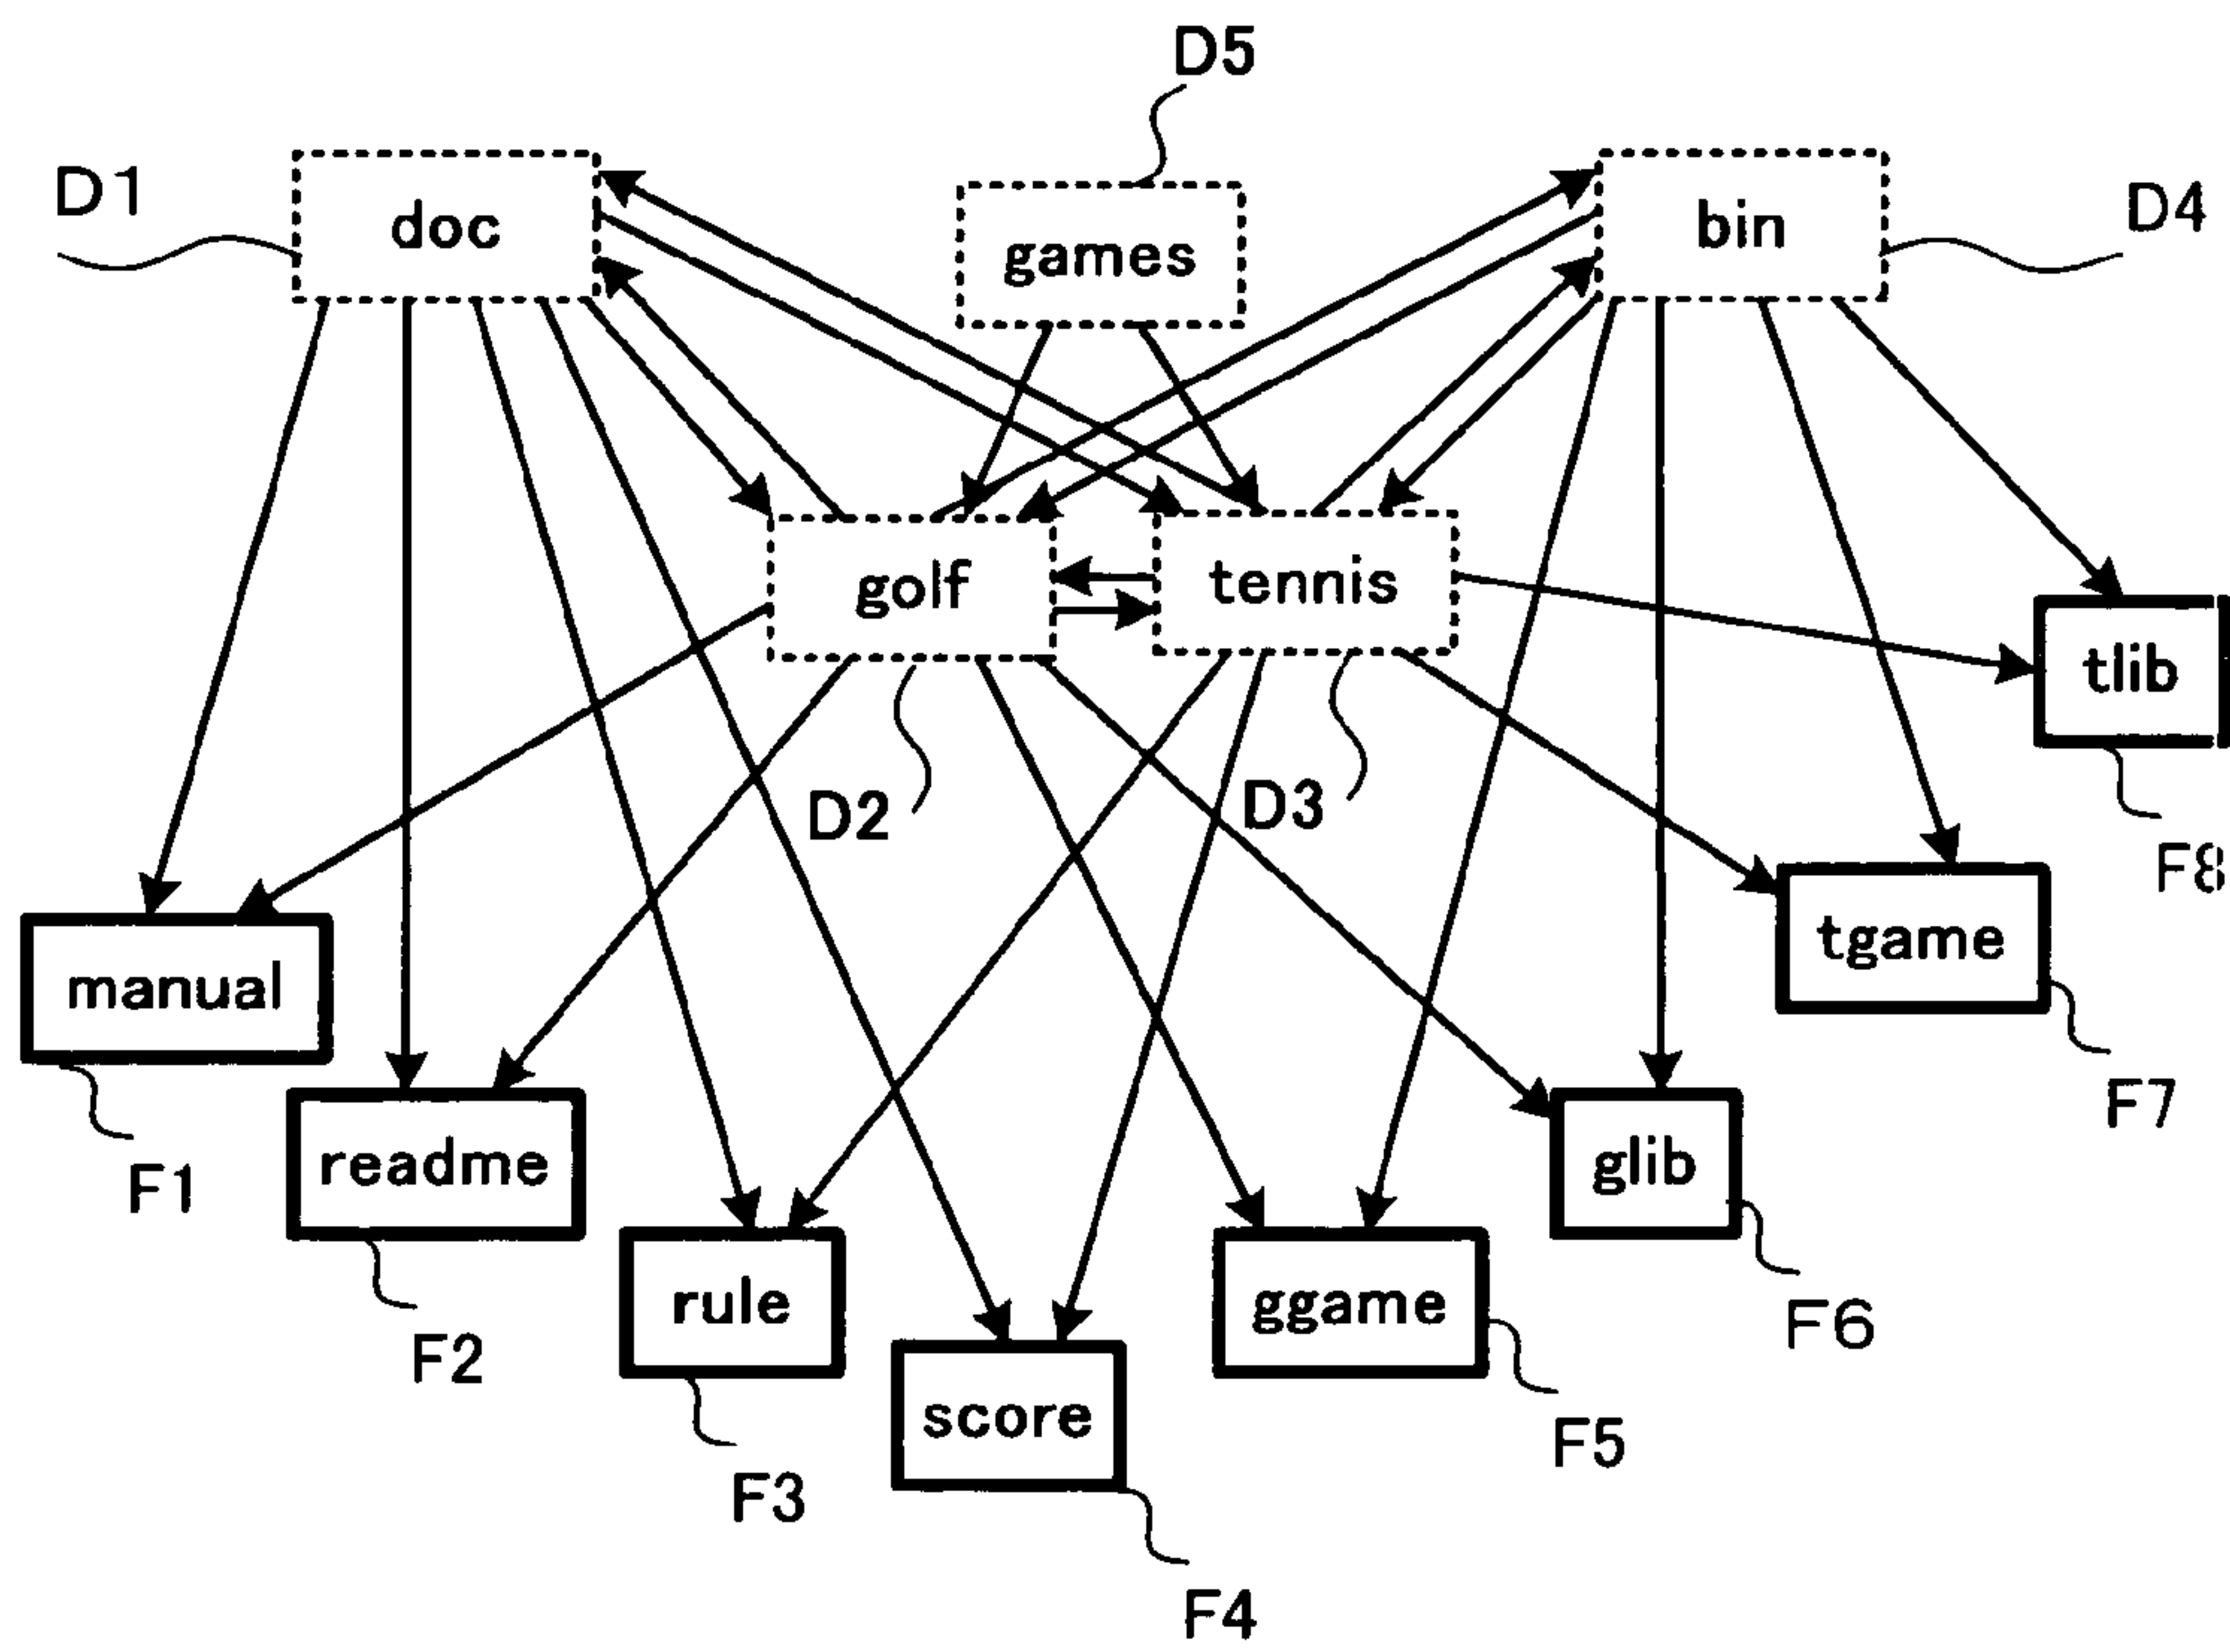 D5
D1
doc
games
bin
D4
golf
tennis
tlib
D2
D3
F8
manual
tgame
F1
readme
glib
F7
F2
rule
ggame
F6
score
F3
F5
F4